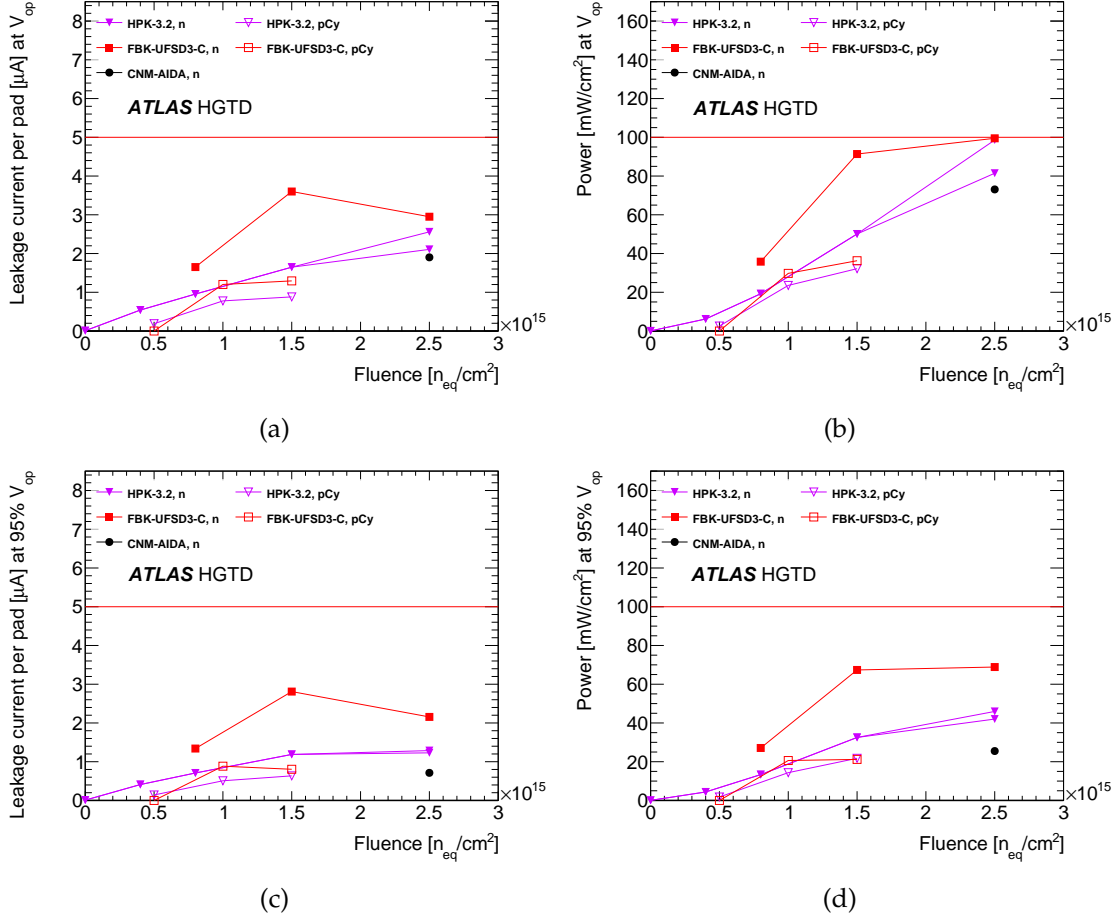 Leakage current per pad [μA] at V_op
8
7
6
5
4
3
2
1
0
HPK-3.2, n
HPK-3.2, pCy
FBK-UFSD3-C, n
FBK-UFSD3-C, pCy
CNM-AIDA, n
ATLAS HGTD
0 0.5 1 1.5 2 2.5 3
×10^15
Fluence [n_eq/cm^2]
(a)
Power [mW/cm^2] at V_op
160
140
120
100
80
60
40
20
0
HPK-3.2, n
HPK-3.2, pCy
FBK-UFSD3-C, n
FBK-UFSD3-C, pCy
CNM-AIDA, n
ATLAS HGTD
0 0.5 1 1.5 2 2.5 3
×10^15
Fluence [n_eq/cm^2]
(b)
Leakage current per pad [μA] at 95% V_op
8
7
6
5
4
3
2
1
0
HPK-3.2, n
HPK-3.2, pCy
FBK-UFSD3-C, n
FBK-UFSD3-C, pCy
CNM-AIDA, n
ATLAS HGTD
0 0.5 1 1.5 2 2.5 3
×10^15
Fluence [n_eq/cm^2]
(c)
Power [mW/cm^2] at 95% V_op
160
140
120
100
80
60
40
20
0
HPK-3.2, n
HPK-3.2, pCy
FBK-UFSD3-C, n
FBK-UFSD3-C, pCy
CNM-AIDA, n
ATLAS HGTD
0 0.5 1 1.5 2 2.5 3
×10^15
Fluence [n_eq/cm^2]
(d)